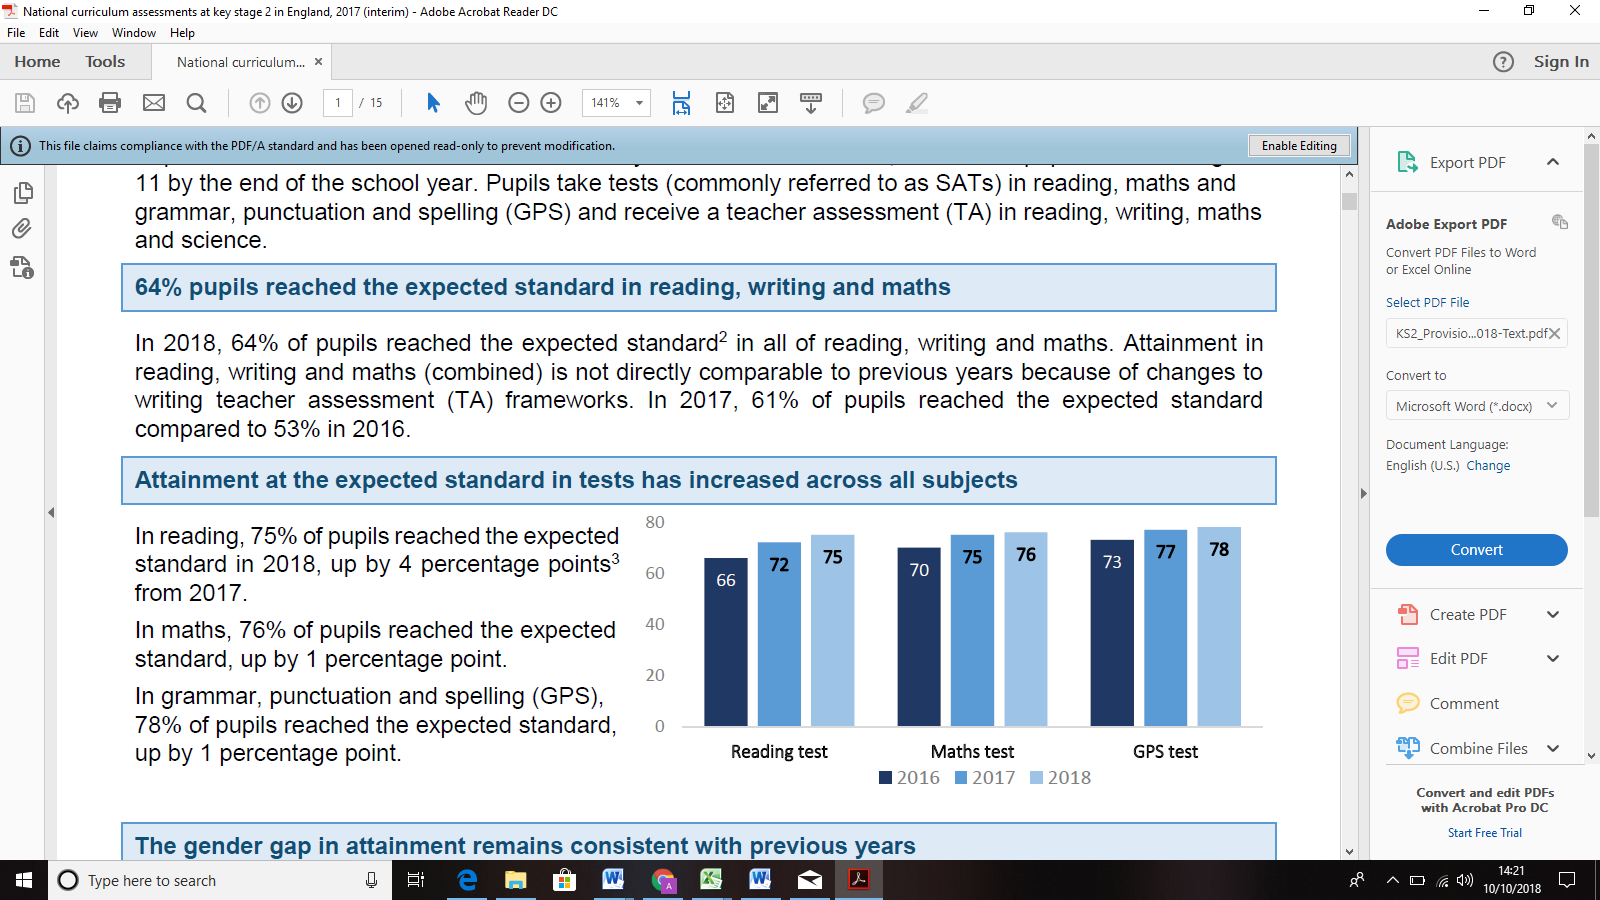 National curriculum assessments at key stage 2 in England, 2017 (interim) - Adobe Acrobat Reader DC
File Edit View Window Help
Home Tools National curriculum... × ? Sign In
1 / 15 141%
This file claims compliance with the PDF/A standard and has been opened read-only to prevent modification. Enable Editing
11 by the end of the school year. Pupils take tests (commonly referred to as SATs) in reading, maths and
grammar, punctuation and spelling (GPS) and receive a teacher assessment (TA) in reading, writing, maths
and science.
64% pupils reached the expected standard in reading, writing and maths
In 2018, 64% of pupils reached the expected standard² in all of reading, writing and maths. Attainment in
reading, writing and maths (combined) is not directly comparable to previous years because of changes to
writing teacher assessment (TA) frameworks. In 2017, 61% of pupils reached the expected standard
compared to 53% in 2016.
Attainment at the expected standard in tests has increased across all subjects
In reading, 75% of pupils reached the expected
standard in 2018, up by 4 percentage points³
from 2017.
In maths, 76% of pupils reached the expected
standard, up by 1 percentage point.
In grammar, punctuation and spelling (GPS),
78% of pupils reached the expected standard,
up by 1 percentage point.
80
60
40
20
0
66 72 75 70 75 76 73 77 78
Reading test Maths test GPS test
2016 2017 2018
The gender gap in attainment remains consistent with previous years
Export PDF
Adobe Export PDF
Convert PDF Files to Word
or Excel Online
Select PDF File
KS2_Provisio...018-Text.pdf
Convert to
Microsoft Word (*.docx)
Document Language:
English (U.S.) Change
Convert
Create PDF
Edit PDF
Comment
Combine Files
Convert and edit PDFs
with Acrobat Pro DC
Start Free Trial
Type here to search
14:21
10/10/2018